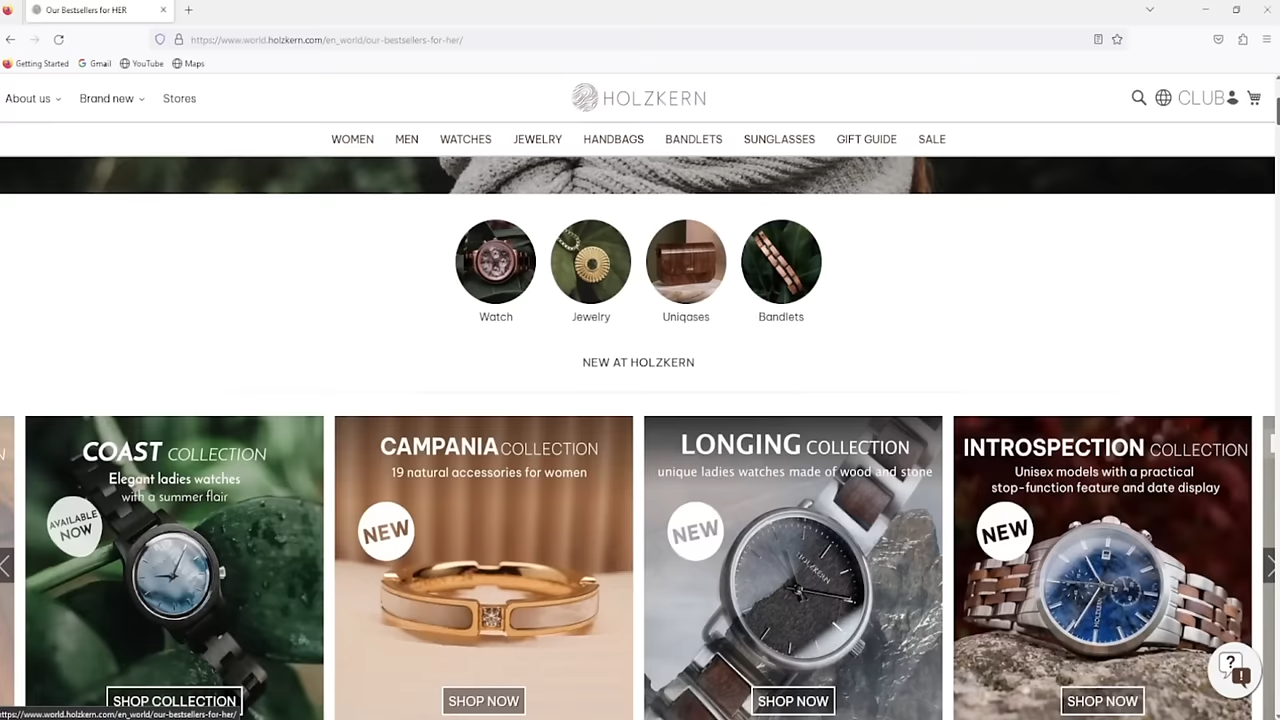 Our Bestsellers for HER
https://www.world.holzkern.com/en_world/our-bestsellers-for-her/
Getting Started
Gmail
YouTube
Maps
About us
Brand new
Stores
HOLZKERN
CLUB
WOMEN
MEN
WATCHES
JEWELRY
HANDBAGS
BANDLETS
SUNGLASSES
GIFT GUIDE
SALE
Watch
Jewelry
Uniqases
Bandlets
NEW AT HOLZKERN
COAST COLLECTION
Elegant ladies watches
with a summer flair
AVAILABLE
NOW
SHOP COLLECTION
CAMPANIA COLLECTION
19 natural accessories for women
NEW
SHOP NOW
LONGING COLLECTION
unique ladies watches made of wood and stone
NEW
HOLZKERN
SHOP NOW
INTROSPECTION COLLECTION
Unisex models with a practical
stop-function feature and date display
NEW
HOLZKERN
SHOP NOW
https://www.world.holzkern.com/en_world/our-bestsellers-for-her/